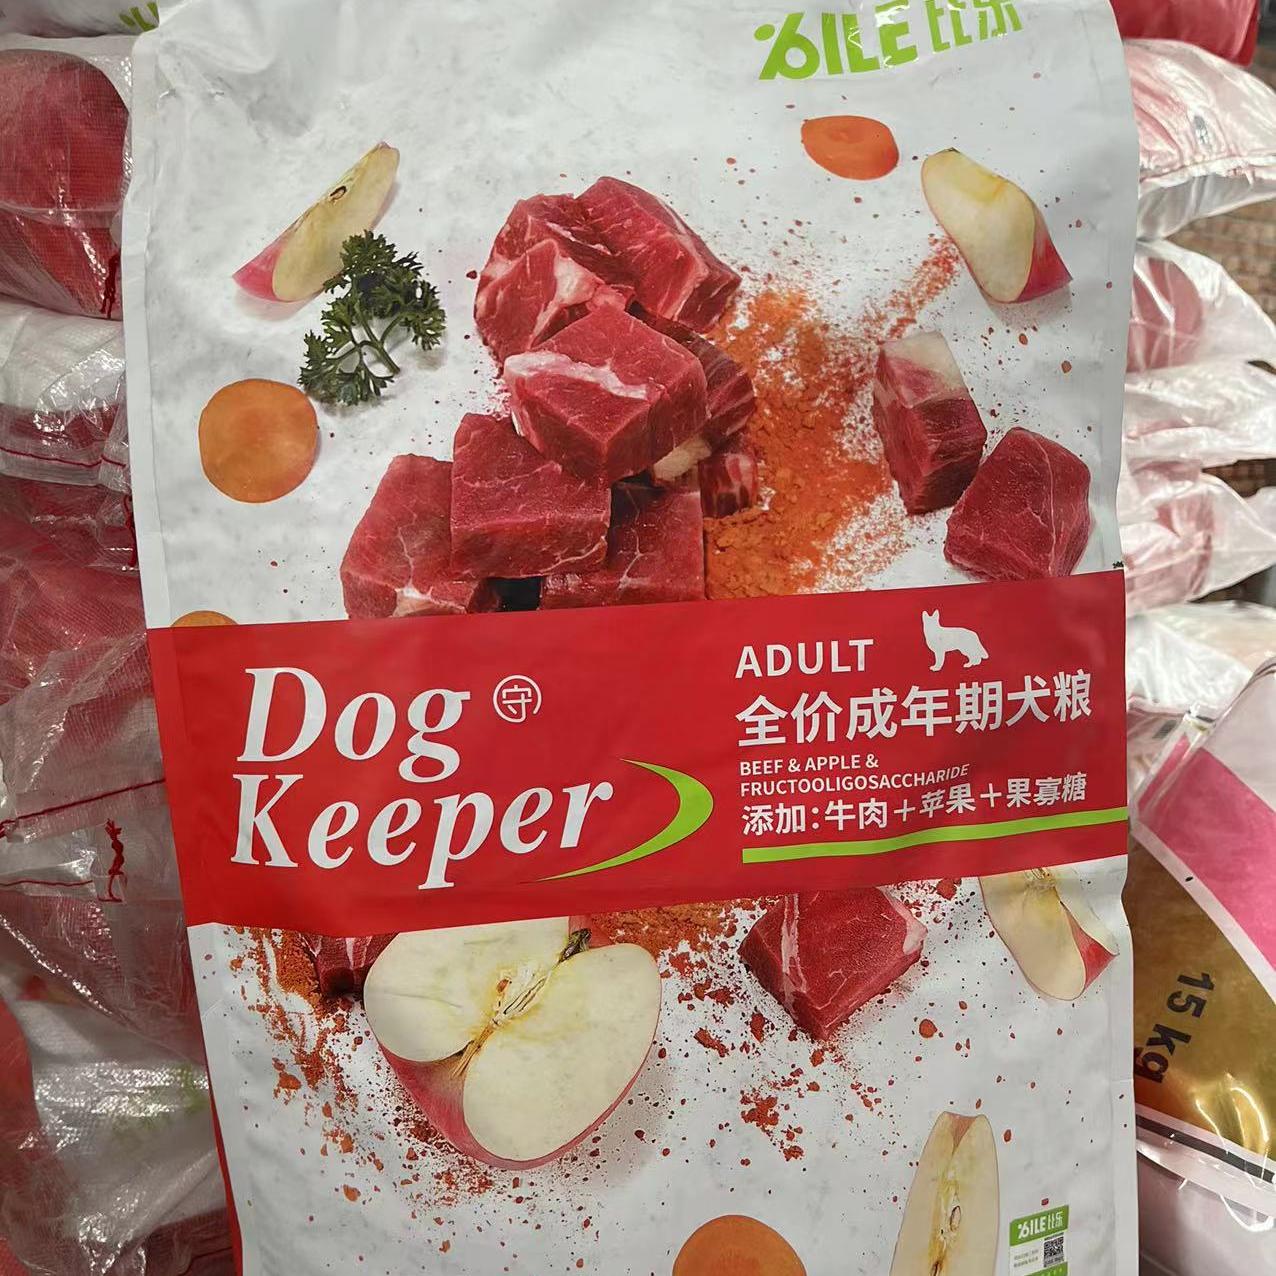 BILE 比乐
Dog
守
Keeper
ADULT
全价成年期犬粮
BEEF & APPLE &
FRUCTOOLIGOSACCHARIDE
添加:牛肉+苹果+果寡糖
15 kg
BILE 比乐